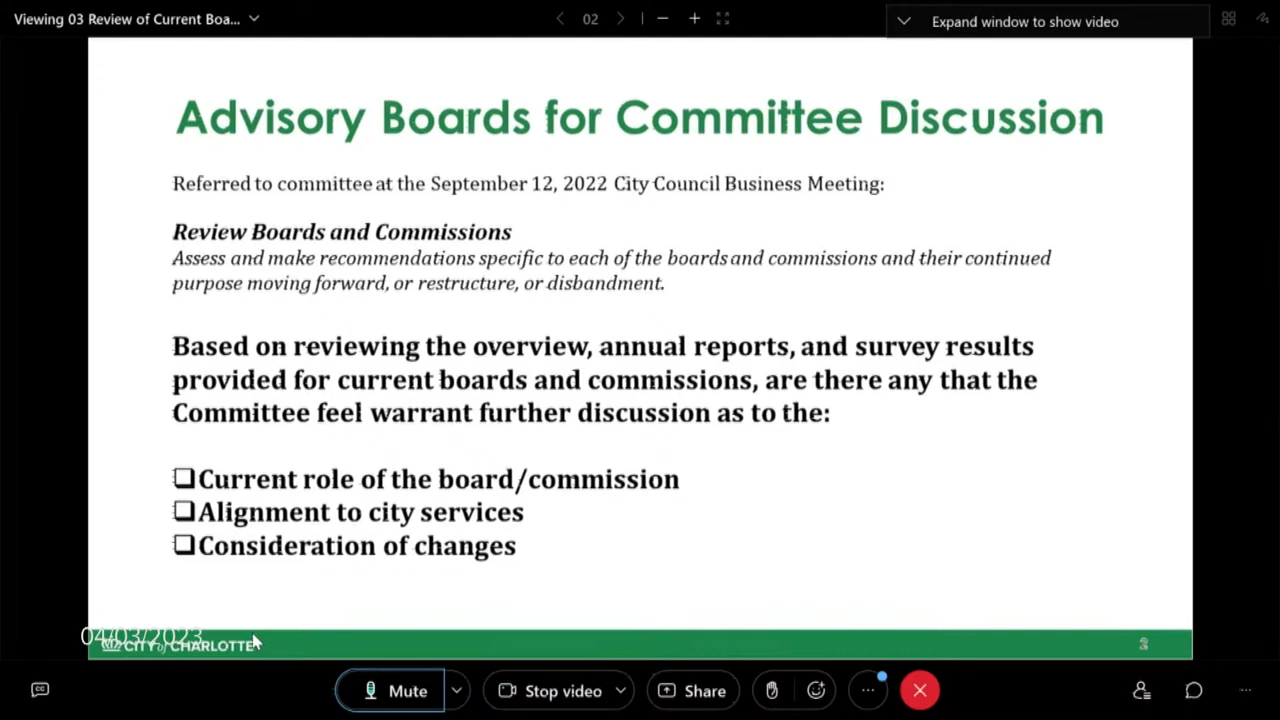 Viewing 03 Review of Current Boa...
02
Expand window to show video
Advisory Boards for Committee Discussion
Referred to committee at the September 12, 2022 City Council Business Meeting:
Review Boards and Commissions
Assess and make recommendations specific to each of the boards and commissions and their continued
purpose moving forward, or restructure, or disbandment.
Based on reviewing the overview, annual reports, and survey results
provided for current boards and commissions, are there any that the
Committee feel warrant further discussion as to the:
❑Current role of the board/commission
❑Alignment to city services
❑Consideration of changes
04/03/2023
CITY of CHARLOTTE
2
CC
Mute
Stop video
Share